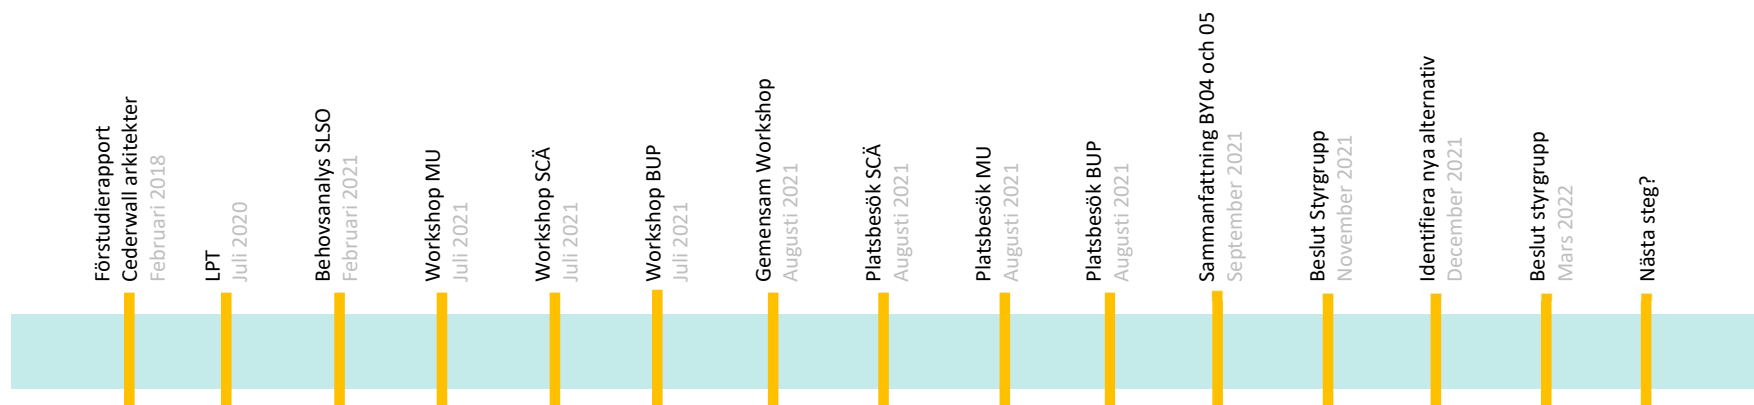 Förstudierapport
Cederwall arkitekter
Februari 2018
LPT
Juli 2020
Behovsanalys SLSO
Februari 2021
Workshop MU
Juli 2021
Workshop SCÄ
Juli 2021
Workshop BUP
Juli 2021
Gemensam Workshop
Augusti 2021
Platsbesök SCÄ
Augusti 2021
Platsbesök MU
Augusti 2021
Platsbesök BUP
Augusti 2021
Sammanfattning BY04 och 05
September 2021
Beslut Styrgrupp
November 2021
Identifiera nya alternativ
December 2021
Beslut styrgrupp
Mars 2022
Nästa steg?